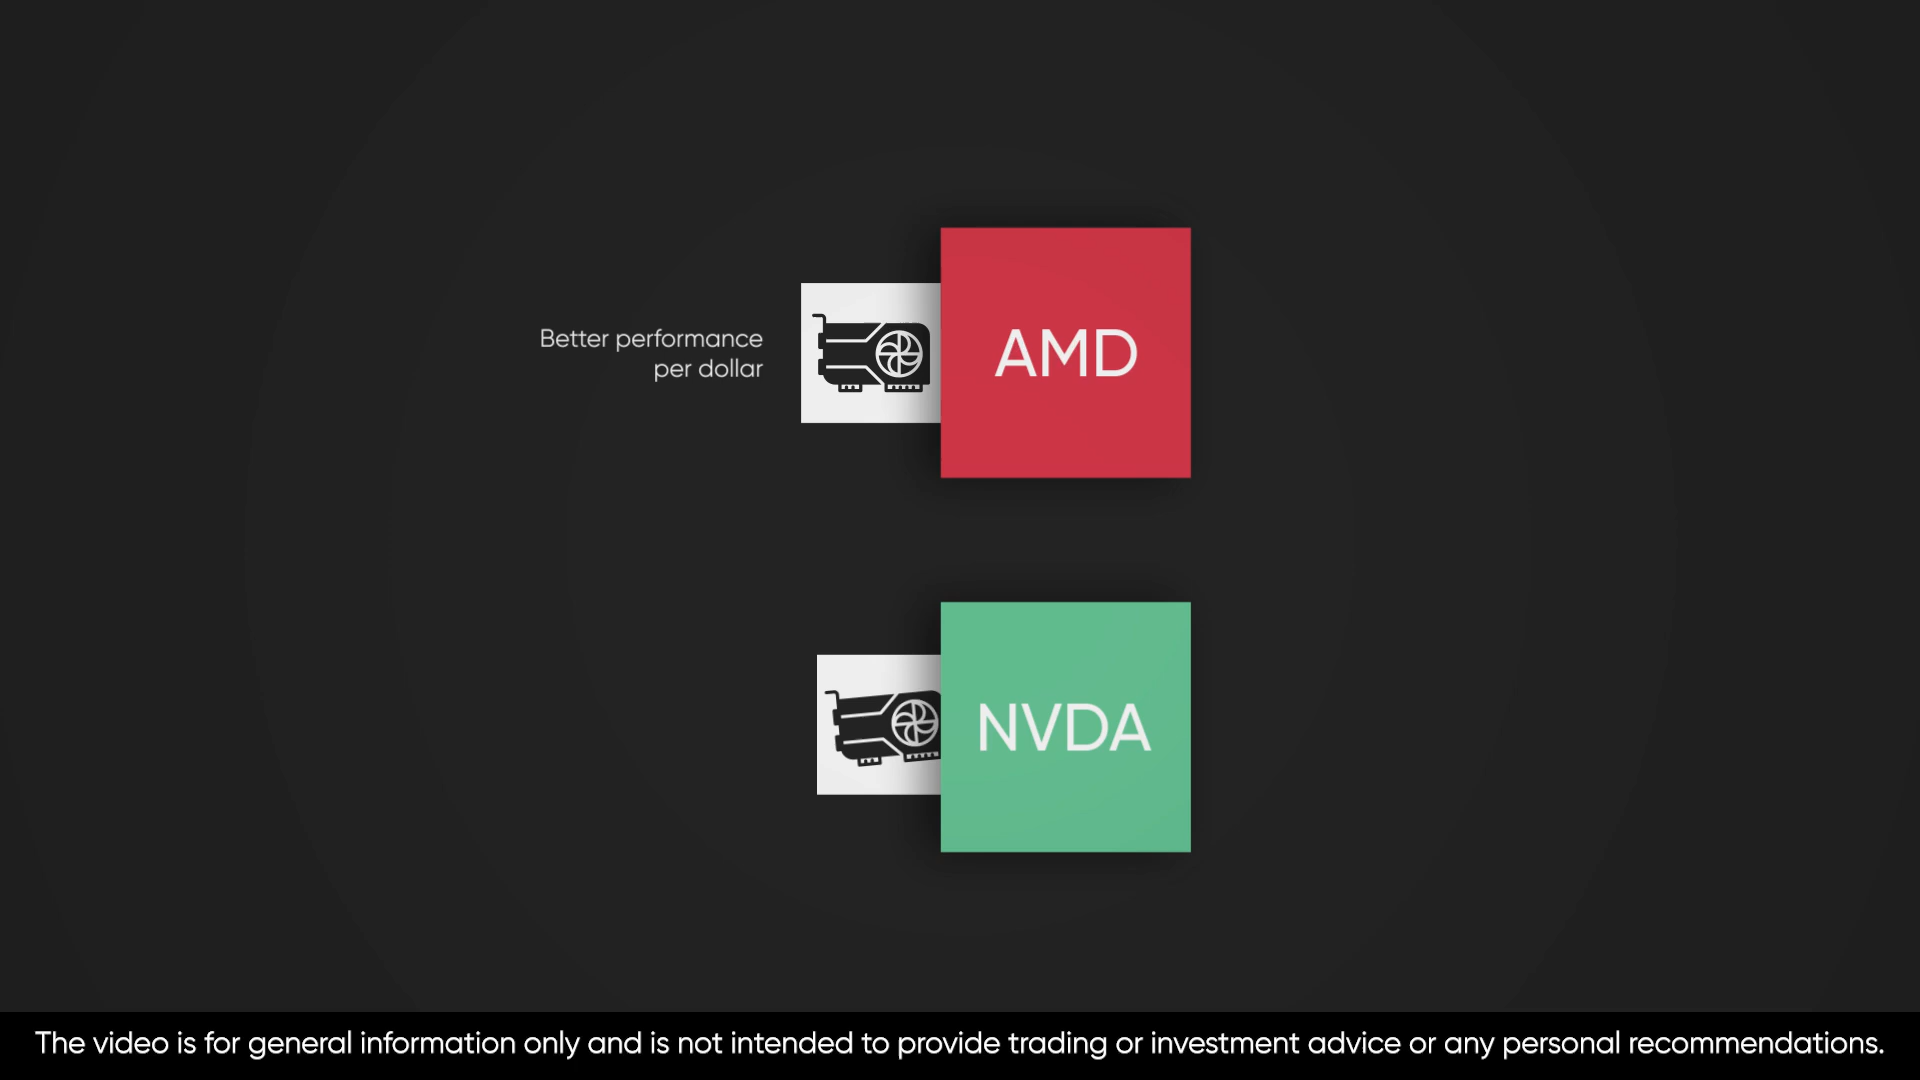 Better performance
per dollar
AMD
NVDA
The video is for general information only and is not intended to provide trading or investment advice or any personal recommendations.